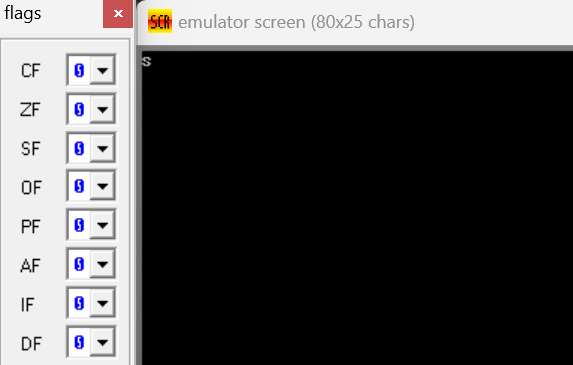 flags
SCR emulator screen (80x25 chars)
s
CF 0
ZF 0
SF 0
OF 0
PF 0
AF 0
IF 0
DF 0